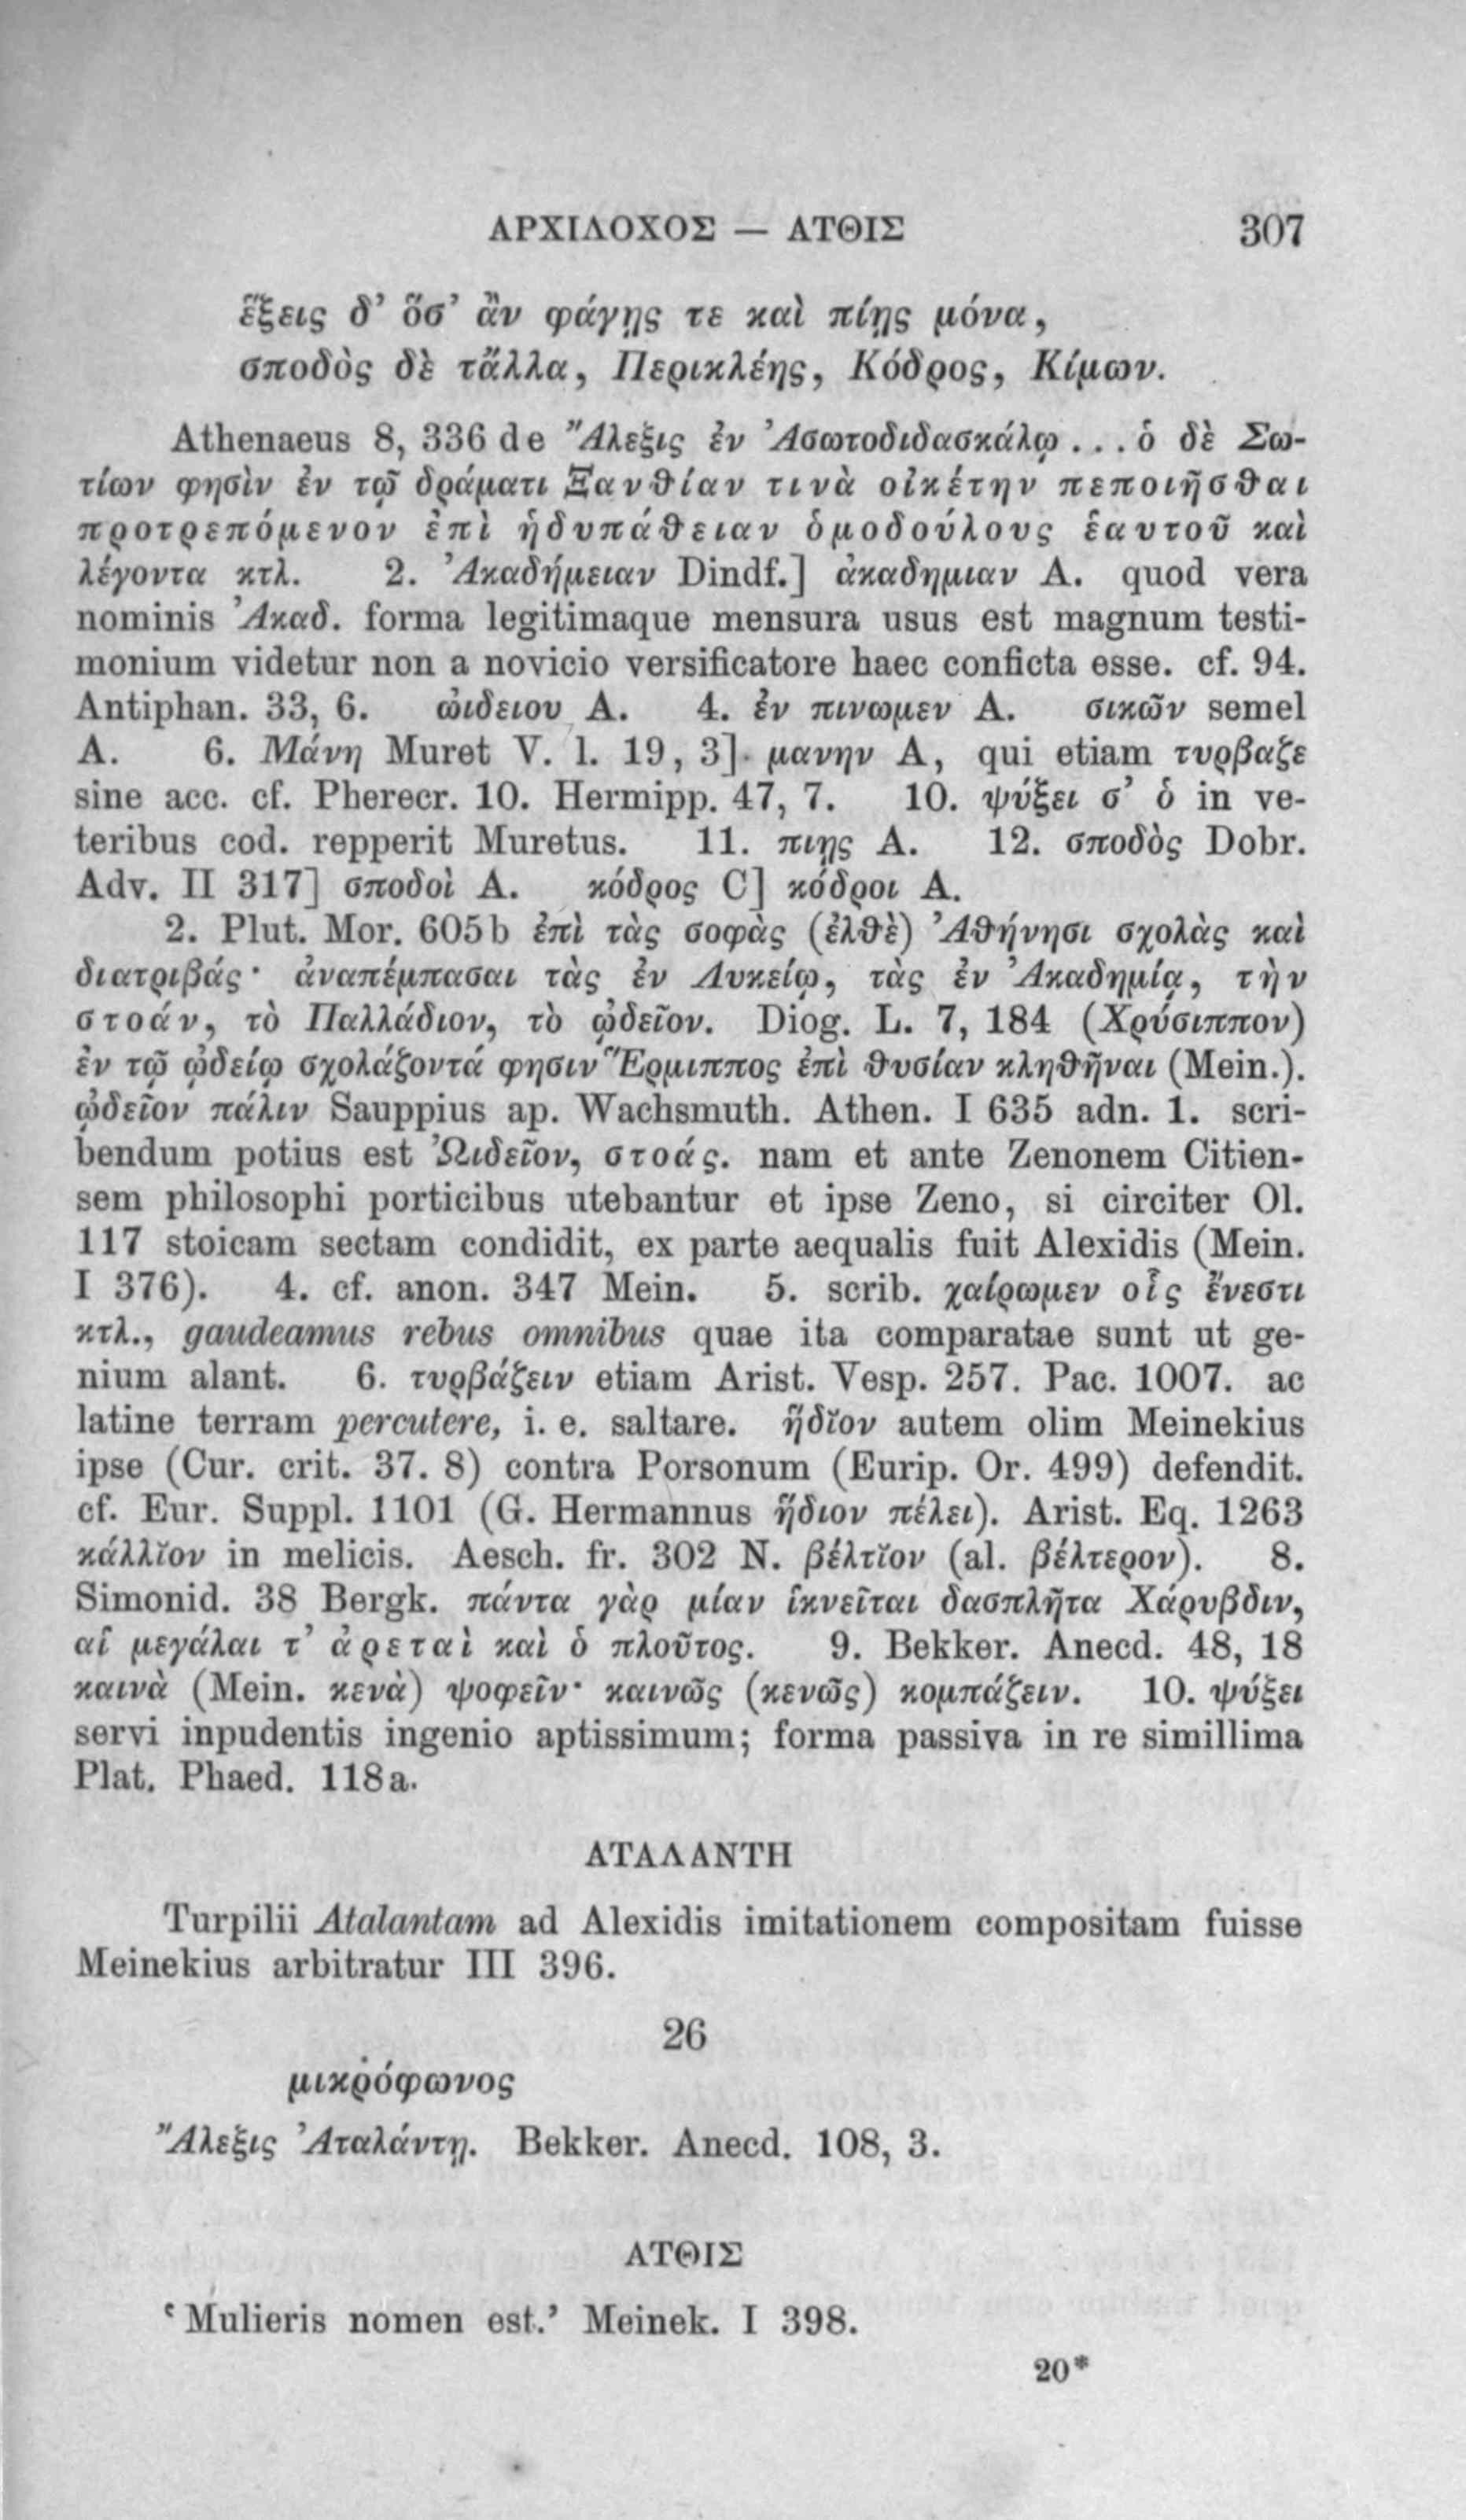 ΑΡΧΙΛΟΧΟΣ — ΑΤΘΙΣ 307
ἕξεις δ’ ὅσ’ ἂν φάγῃς τε καὶ πίῃς μόνα,
σποδὸς δὲ τἄλλα, Περικλέης, Κόδρος, Κίμων.
Athenaeus 8, 336 de Ἄλεξις ἐν Ἀσωτοδιδασκάλῳ ... ὁ δὲ Σω-
τίων φησὶν ἐν τῷ δράματι Ξανθίαν τινὰ οἰκέτην πεποιῆσθαι
προτρεπόμενον ἐπὶ ἡδυπάθειαν ὁμοδούλους ἑαυτοῦ καὶ
λέγοντα κτλ. 2. Ἀκαδήμειαν Dindf.] ἀκαδημιαν A. quod vera
nominis Ἀκαδ. forma legitimaque mensura usus est magnum testi-
monium videtur non a novicio versificatore haec conficta esse. cf. 94.
Antiphan. 33, 6. ὠιδειου A. 4. ἐν πινωμεν A. σικῶν semel
A. 6. Μάνη Muret V. l. 19, 3] μανην A, qui etiam τυρβαζε
sine acc. cf. Pherecr. 10. Hermipp. 47, 7. 10. ψύξει σ’ ὁ in ve-
teribus cod. repperit Muretus. 11. πιῃς A. 12. σποδὸς Dobr.
Adv. II 317] σποδοὶ A. κόδρος C] κόδροι A.
2. Plut. Mor. 605b ἐπὶ τὰς σοφὰς (ἐλθὲ) Ἀθήνησι σχολὰς καὶ
διατριβάς· ἀναπέμπασαι τὰς ἐν Λυκείῳ, τὰς ἐν Ἀκαδημίᾳ, τὴν
στοάν, τὸ Παλλάδιον, τὸ ᾠδεῖον. Diog. L. 7, 184 (Χρύσιππον)
ἐν τῷ ᾠδείῳ σχολάζοντά φησιν Ἕρμιππος ἐπὶ θυσίαν κληθῆναι (Mein.).
ᾠδεῖον πάλιν Sauppius ap. Wachsmuth. Athen. I 635 adn. 1. scri-
bendum potius est Ὠιδεῖον, στοάς. nam et ante Zenonem Citien-
sem philosophi porticibus utebantur et ipse Zeno, si circiter Ol.
117 stoicam sectam condidit, ex parte aequalis fuit Alexidis (Mein.
I 376). 4. cf. anon. 347 Mein. 5. scrib. χαίρωμεν οἷς ἔνεστι
κτλ., gaudeamus rebus omnibus quae ita comparatae sunt ut ge-
nium alant. 6. τυρβάζειν etiam Arist. Vesp. 257. Pac. 1007. ac
latine terram percutere, i. e. saltare. ἥδῐον autem olim Meinekius
ipse (Cur. crit. 37. 8) contra Porsonum (Eurip. Or. 499) defendit.
cf. Eur. Suppl. 1101 (G. Hermannus ἥδιον πέλει). Arist. Eq. 1263
κάλλῐον in melicis. Aesch. fr. 302 N. βέλτῐον (al. βέλτερον). 8.
Simonid. 38 Bergk. πάντα γὰρ μίαν ἱκνεῖται δασπλῆτα Χάρυβδιν,
αἱ μεγάλαι τ’ ἀρεταὶ καὶ ὁ πλοῦτος. 9. Bekker. Anecd. 48, 18
καινὰ (Mein. κενὰ) ψοφεῖν· καινῶς (κενῶς) κομπάζειν. 10. ψύξει
servi inpudentis ingenio aptissimum; forma passiva in re simillima
Plat. Phaed. 118a.
ΑΤΑΛΑΝΤΗ
Turpilii Atalantam ad Alexidis imitationem compositam fuisse
Meinekius arbitratur III 396.
26
μικρόφωνος
Ἄλεξις Ἀταλάντῃ. Bekker. Anecd. 108, 3.
ΑΤΘΙΣ
‘Mulieris nomen est.’ Meinek. I 398.
20*